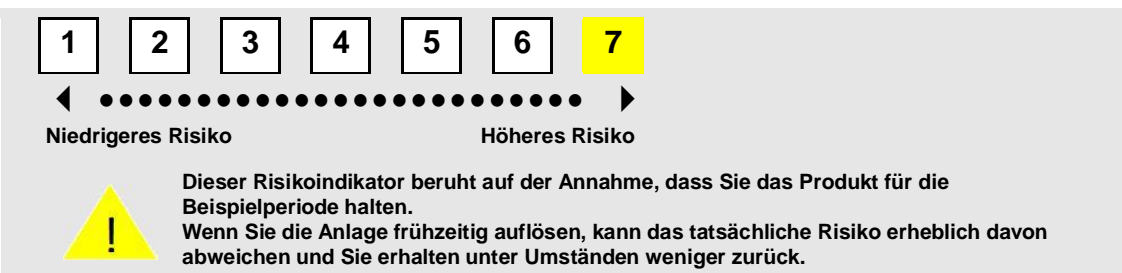 1 2 3 4 5 6 7
Niedrigeres Risiko Höheres Risiko
Dieser Risikoindikator beruht auf der Annahme, dass Sie das Produkt für die
Beispielperiode halten.
! Wenn Sie die Anlage frühzeitig auflösen, kann das tatsächliche Risiko erheblich davon
abweichen und Sie erhalten unter Umständen weniger zurück.